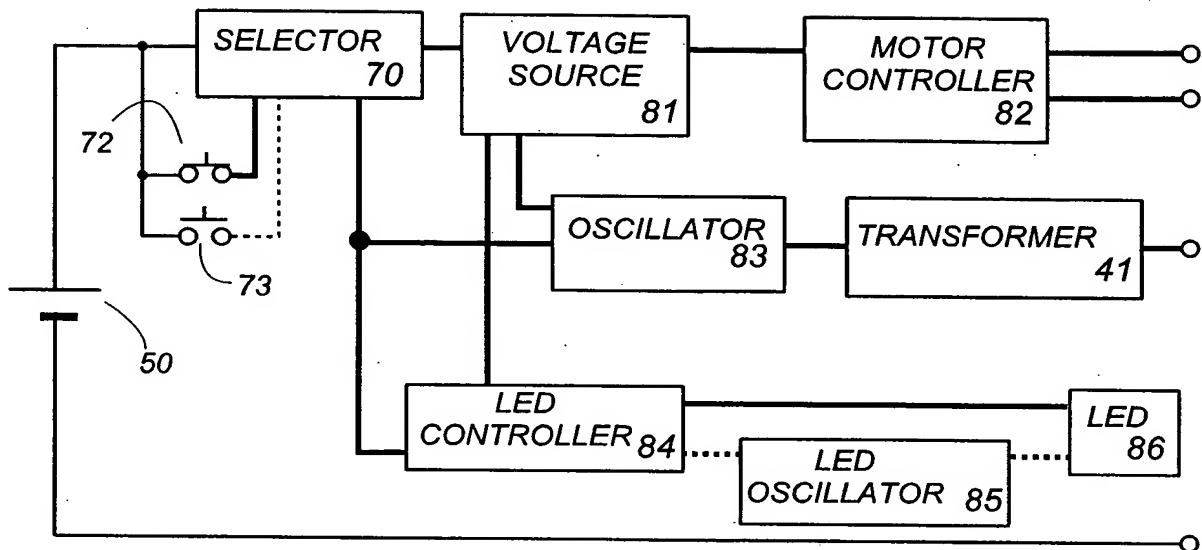 SELECTOR
70
VOLTAGE
SOURCE
81
MOTOR
CONTROLLER
82
72
73
50
OSCILLATOR
83
TRANSFORMER
41
LED
CONTROLLER 84
LED
OSCILLATOR 85
LED
86